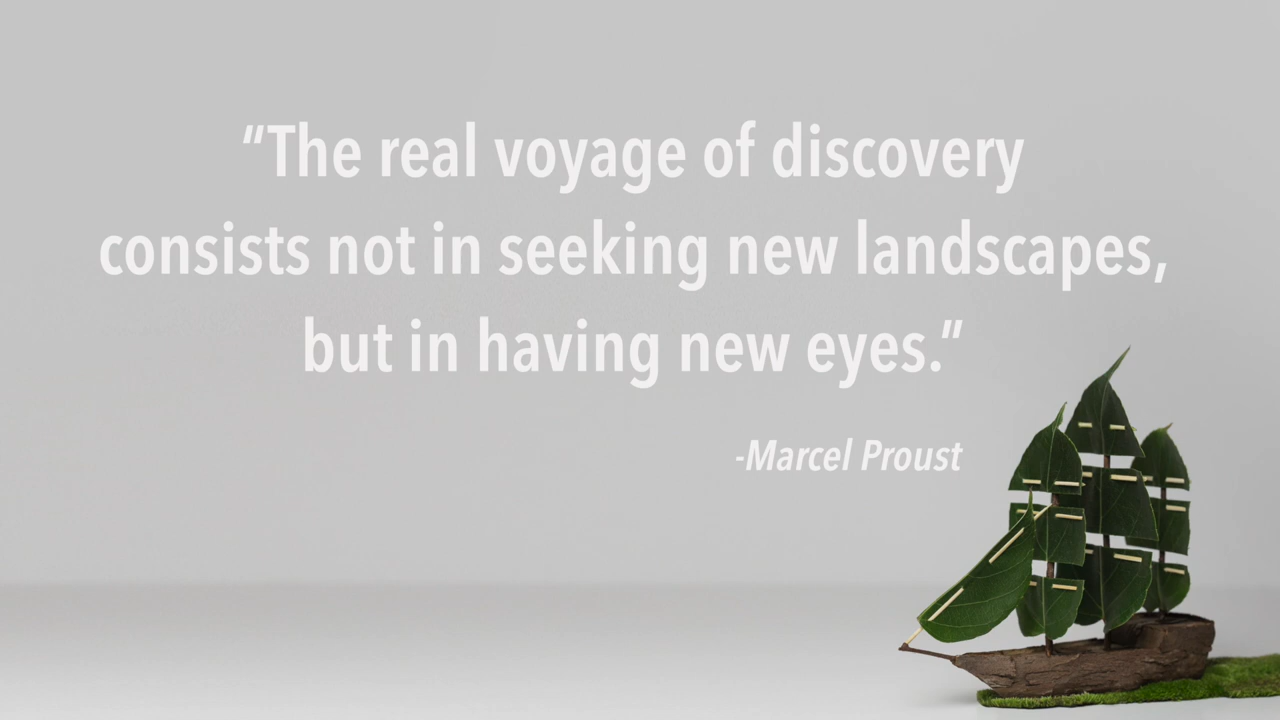 “The real voyage of discovery
consists not in seeking new landscapes,
but in having new eyes.”
-Marcel Proust